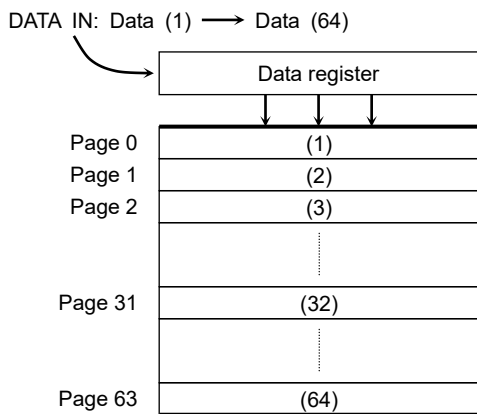 DATA IN: Data (1) Data (64)
Data register
Page 0 (1)
Page 1 (2)
Page 2 (3)
Page 31 (32)
Page 63 (64)